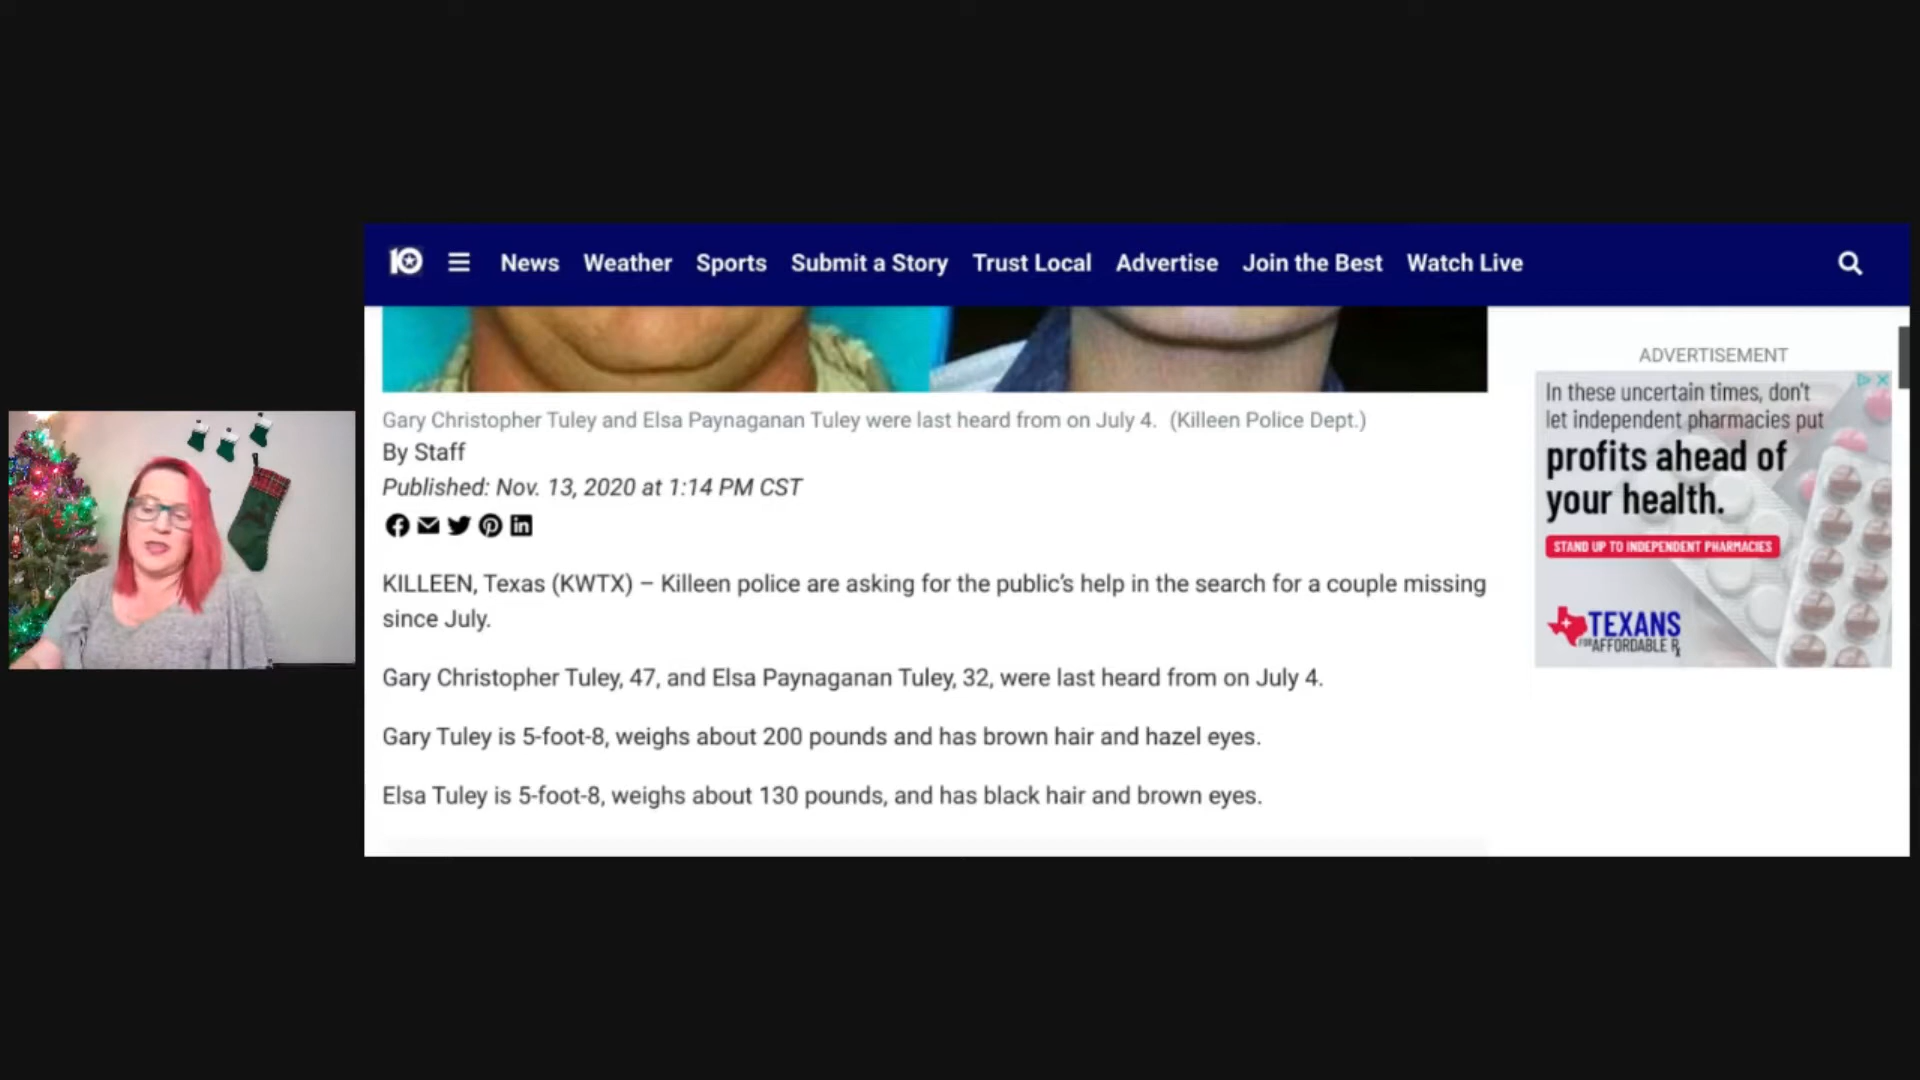 10 News Weather Sports Submit a Story Trust Local Advertise Join the Best Watch Live
Gary Christopher Tuley and Elsa Paynaganan Tuley were last heard from on July 4. (Killeen Police Dept.)
By Staff
Published: Nov. 13, 2020 at 1:14 PM CST
KILLEEN, Texas (KWTX) – Killeen police are asking for the public's help in the search for a couple missing
since July.
Gary Christopher Tuley, 47, and Elsa Paynaganan Tuley, 32, were last heard from on July 4.
Gary Tuley is 5-foot-8, weighs about 200 pounds and has brown hair and hazel eyes.
Elsa Tuley is 5-foot-8, weighs about 130 pounds, and has black hair and brown eyes.
ADVERTISEMENT
In these uncertain times, don't
let independent pharmacies put
profits ahead of
your health.
STAND UP TO INDEPENDENT PHARMACIES
TEXANS
FOR AFFORDABLE Rx